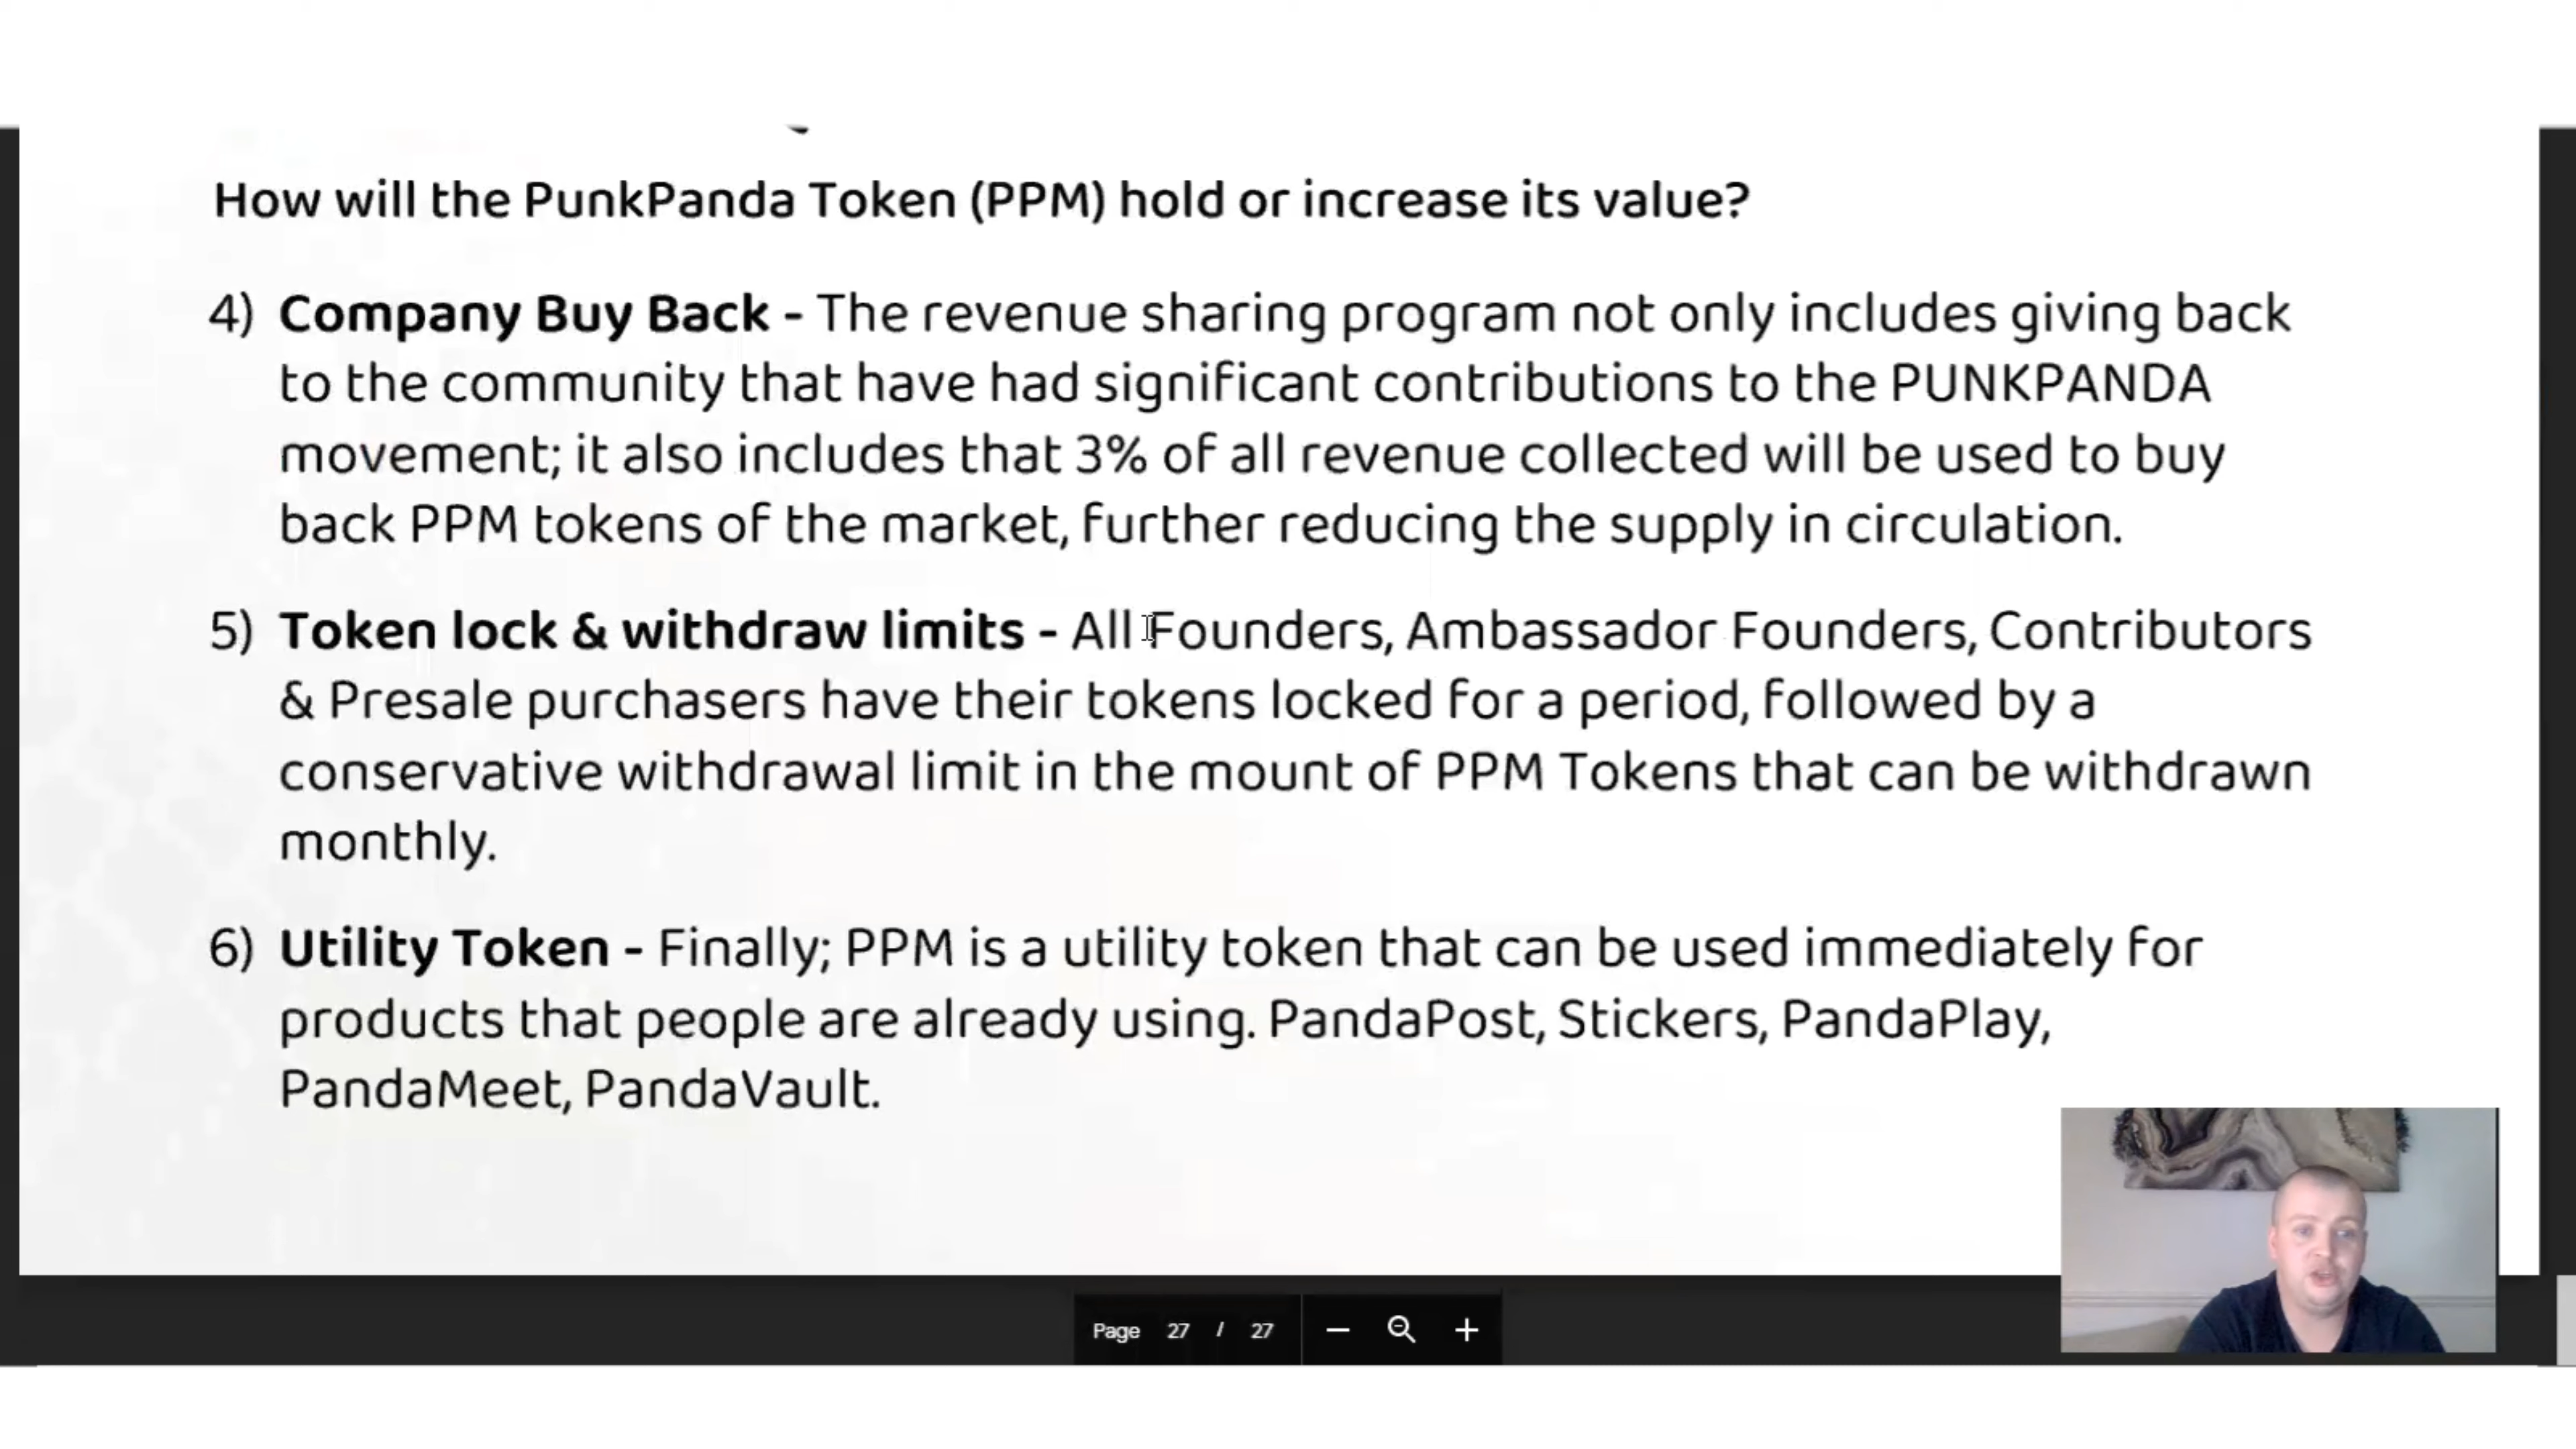 How will the PunkPanda Token (PPM) hold or increase its value?
4) Company Buy Back - The revenue sharing program not only includes giving back
to the community that have had significant contributions to the PUNKPANDA
movement; it also includes that 3% of all revenue collected will be used to buy
back PPM tokens of the market, further reducing the supply in circulation.
5) Token lock & withdraw limits - All Founders, Ambassador Founders, Contributors
& Presale purchasers have their tokens locked for a period, followed by a
conservative withdrawal limit in the mount of PPM Tokens that can be withdrawn
monthly.
6) Utility Token - Finally; PPM is a utility token that can be used immediately for
products that people are already using. PandaPost, Stickers, PandaPlay,
PandaMeet, PandaVault.
Page 27 / 27